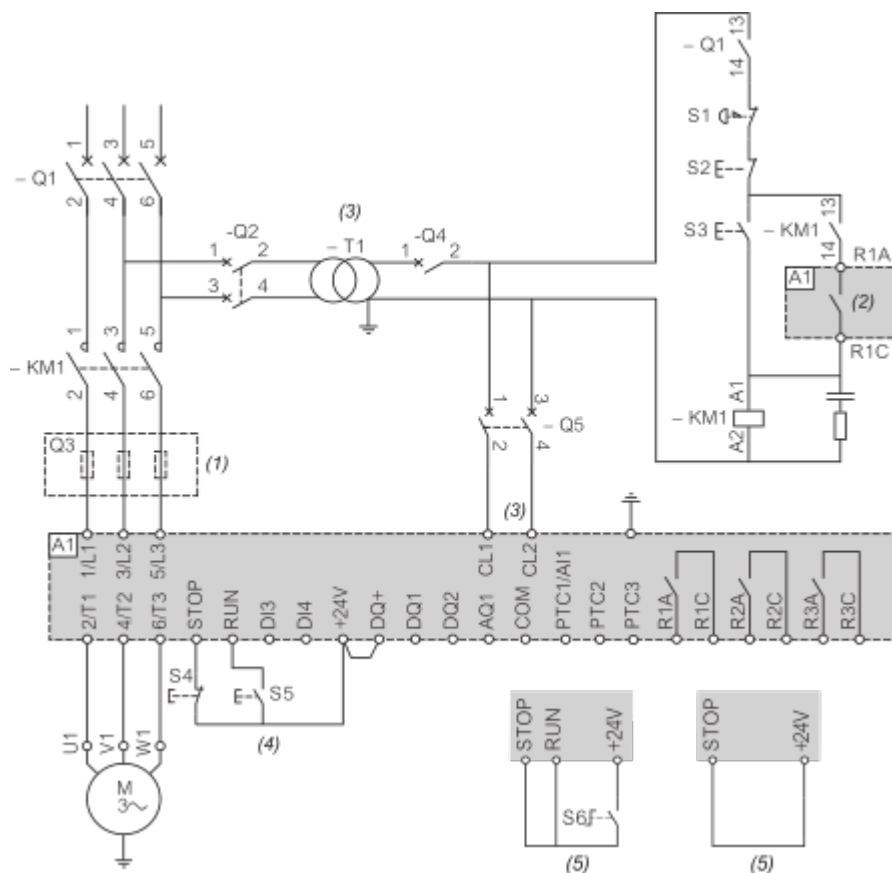 – Q1
1
3
5
2
4
6
-Q2
1
2
3
4
(3)
– T1
-Q4
1
2
– Q1
13
14
S1
S2
S3
– KM1
13
14
R1A
A1
(2)
R1C
– KM1
A1
A2
– KM1
1
3
5
2
4
6
Q3
(1)
1
3
2
4
– Q5
(3)
A1
1/L1
3/L2
5/L3
CL1
CL2
2/T1
4/T2
6/T3
STOP
RUN
DI3
DI4
+24V
DQ+
DQ1
DQ2
AQ1
COM
PTC1/AI1
PTC2
PTC3
R1A
R1C
R2A
R2C
R3A
R3C
S4
S5
(4)
U1
V1
W1
M
3~
STOP
RUN
+24V
S6
(5)
STOP
+24V
(5)